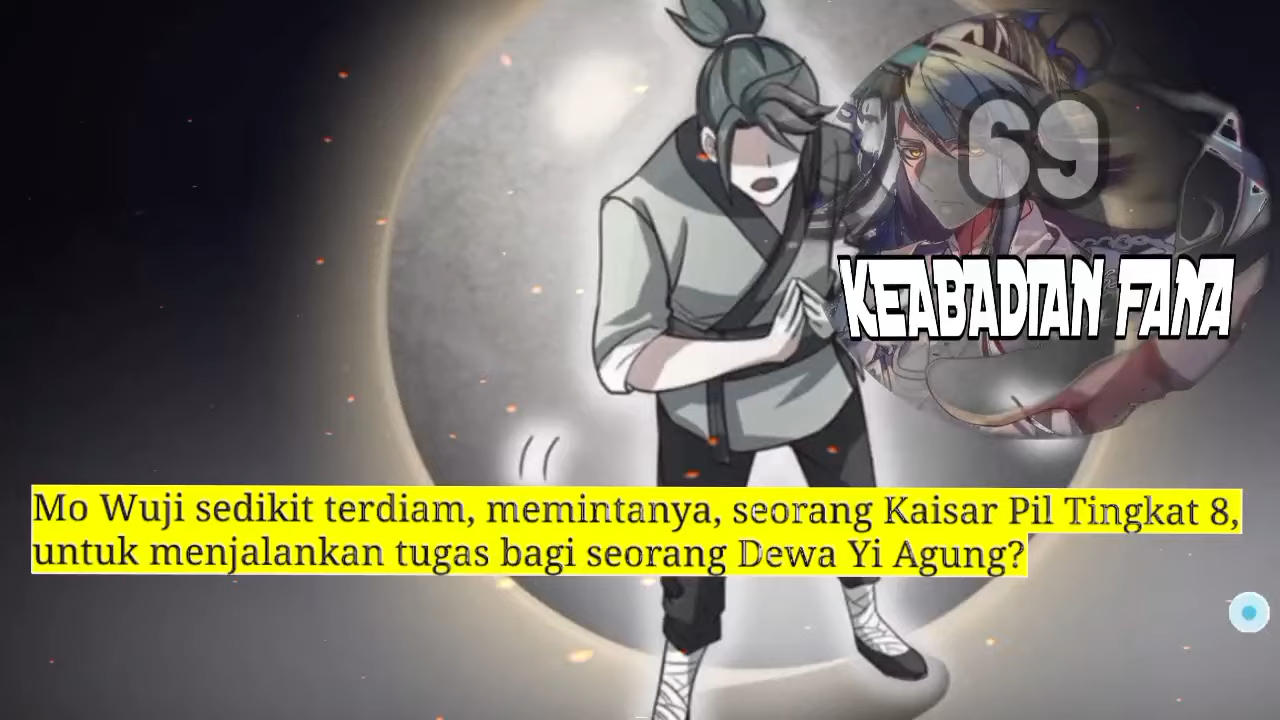 69
KEABADIAN FANA
Mo Wuji sedikit terdiam, memintanya, seorang Kaisar Pil Tingkat 8,
untuk menjalankan tugas bagi seorang Dewa Yi Agung?